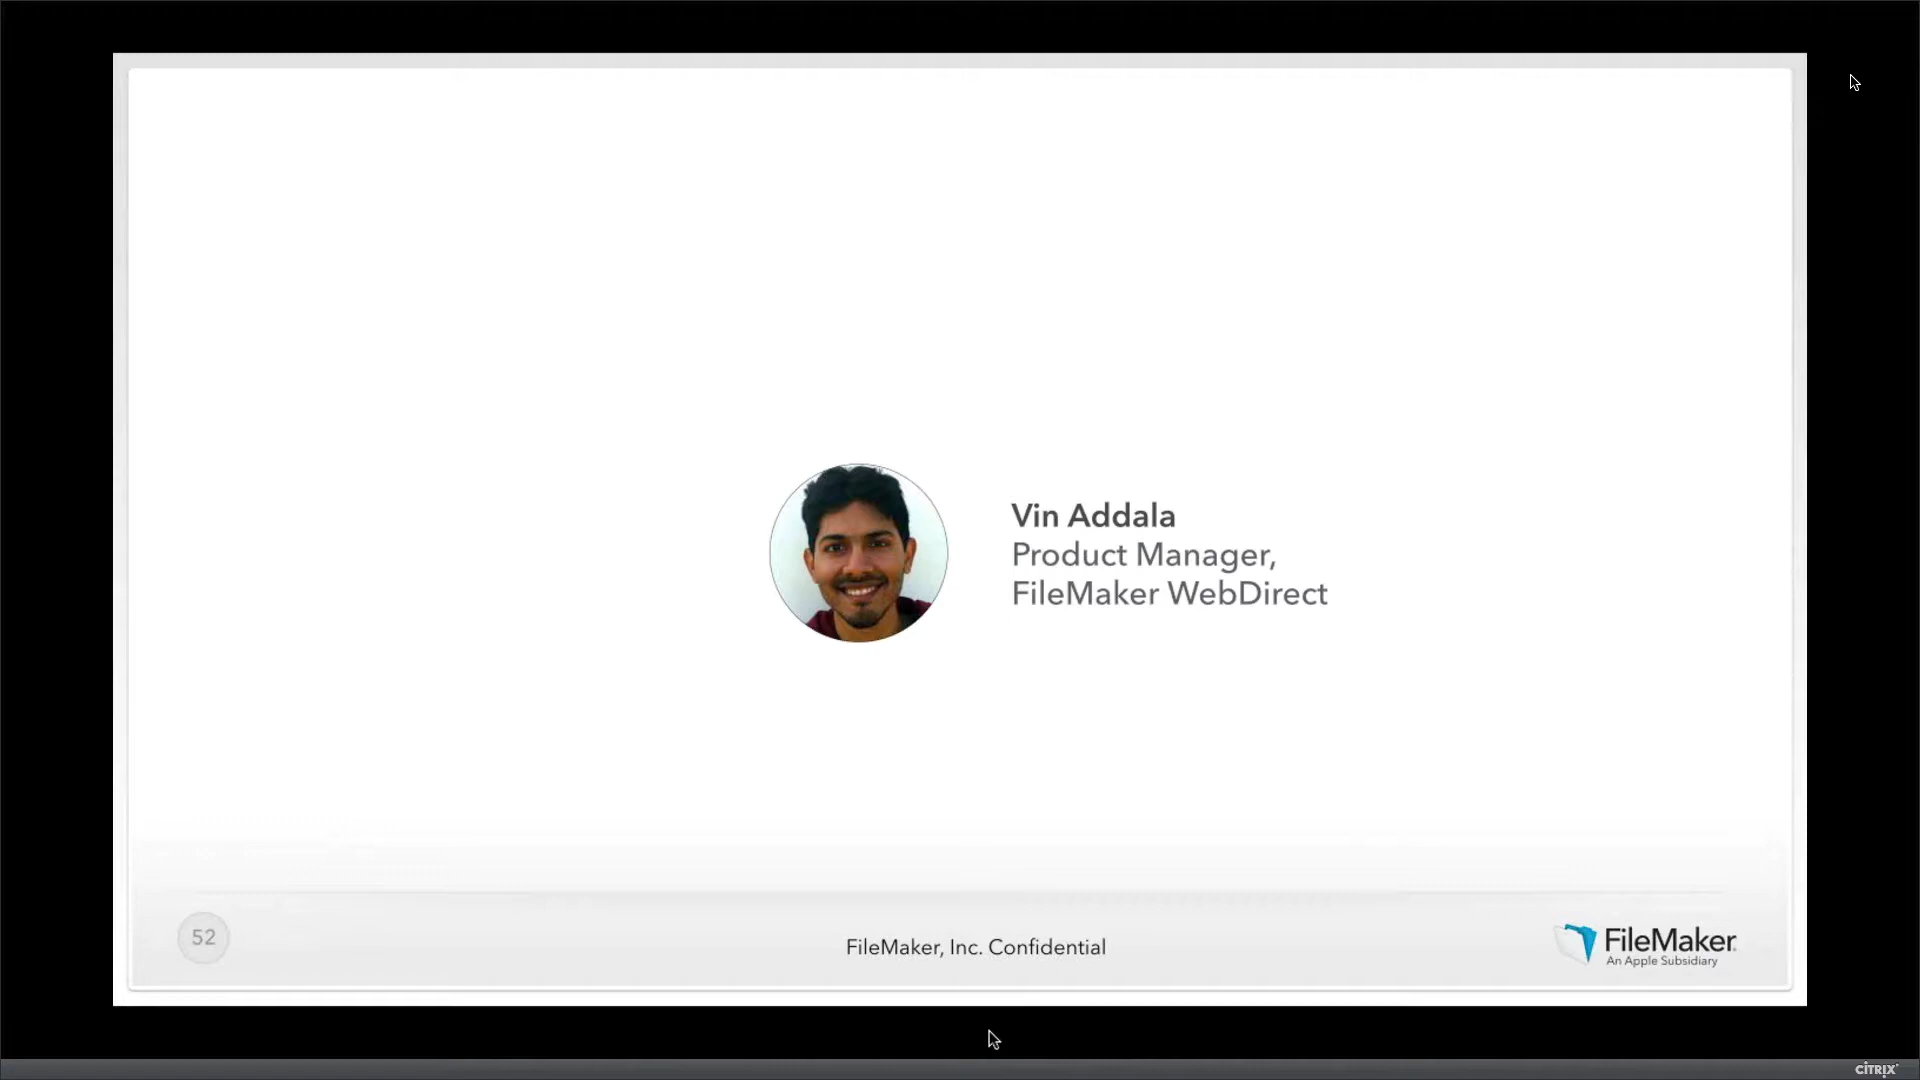 Vin Addala
Product Manager,
FileMaker WebDirect
52
FileMaker, Inc. Confidential
FileMaker
An Apple Subsidiary
CITRIX